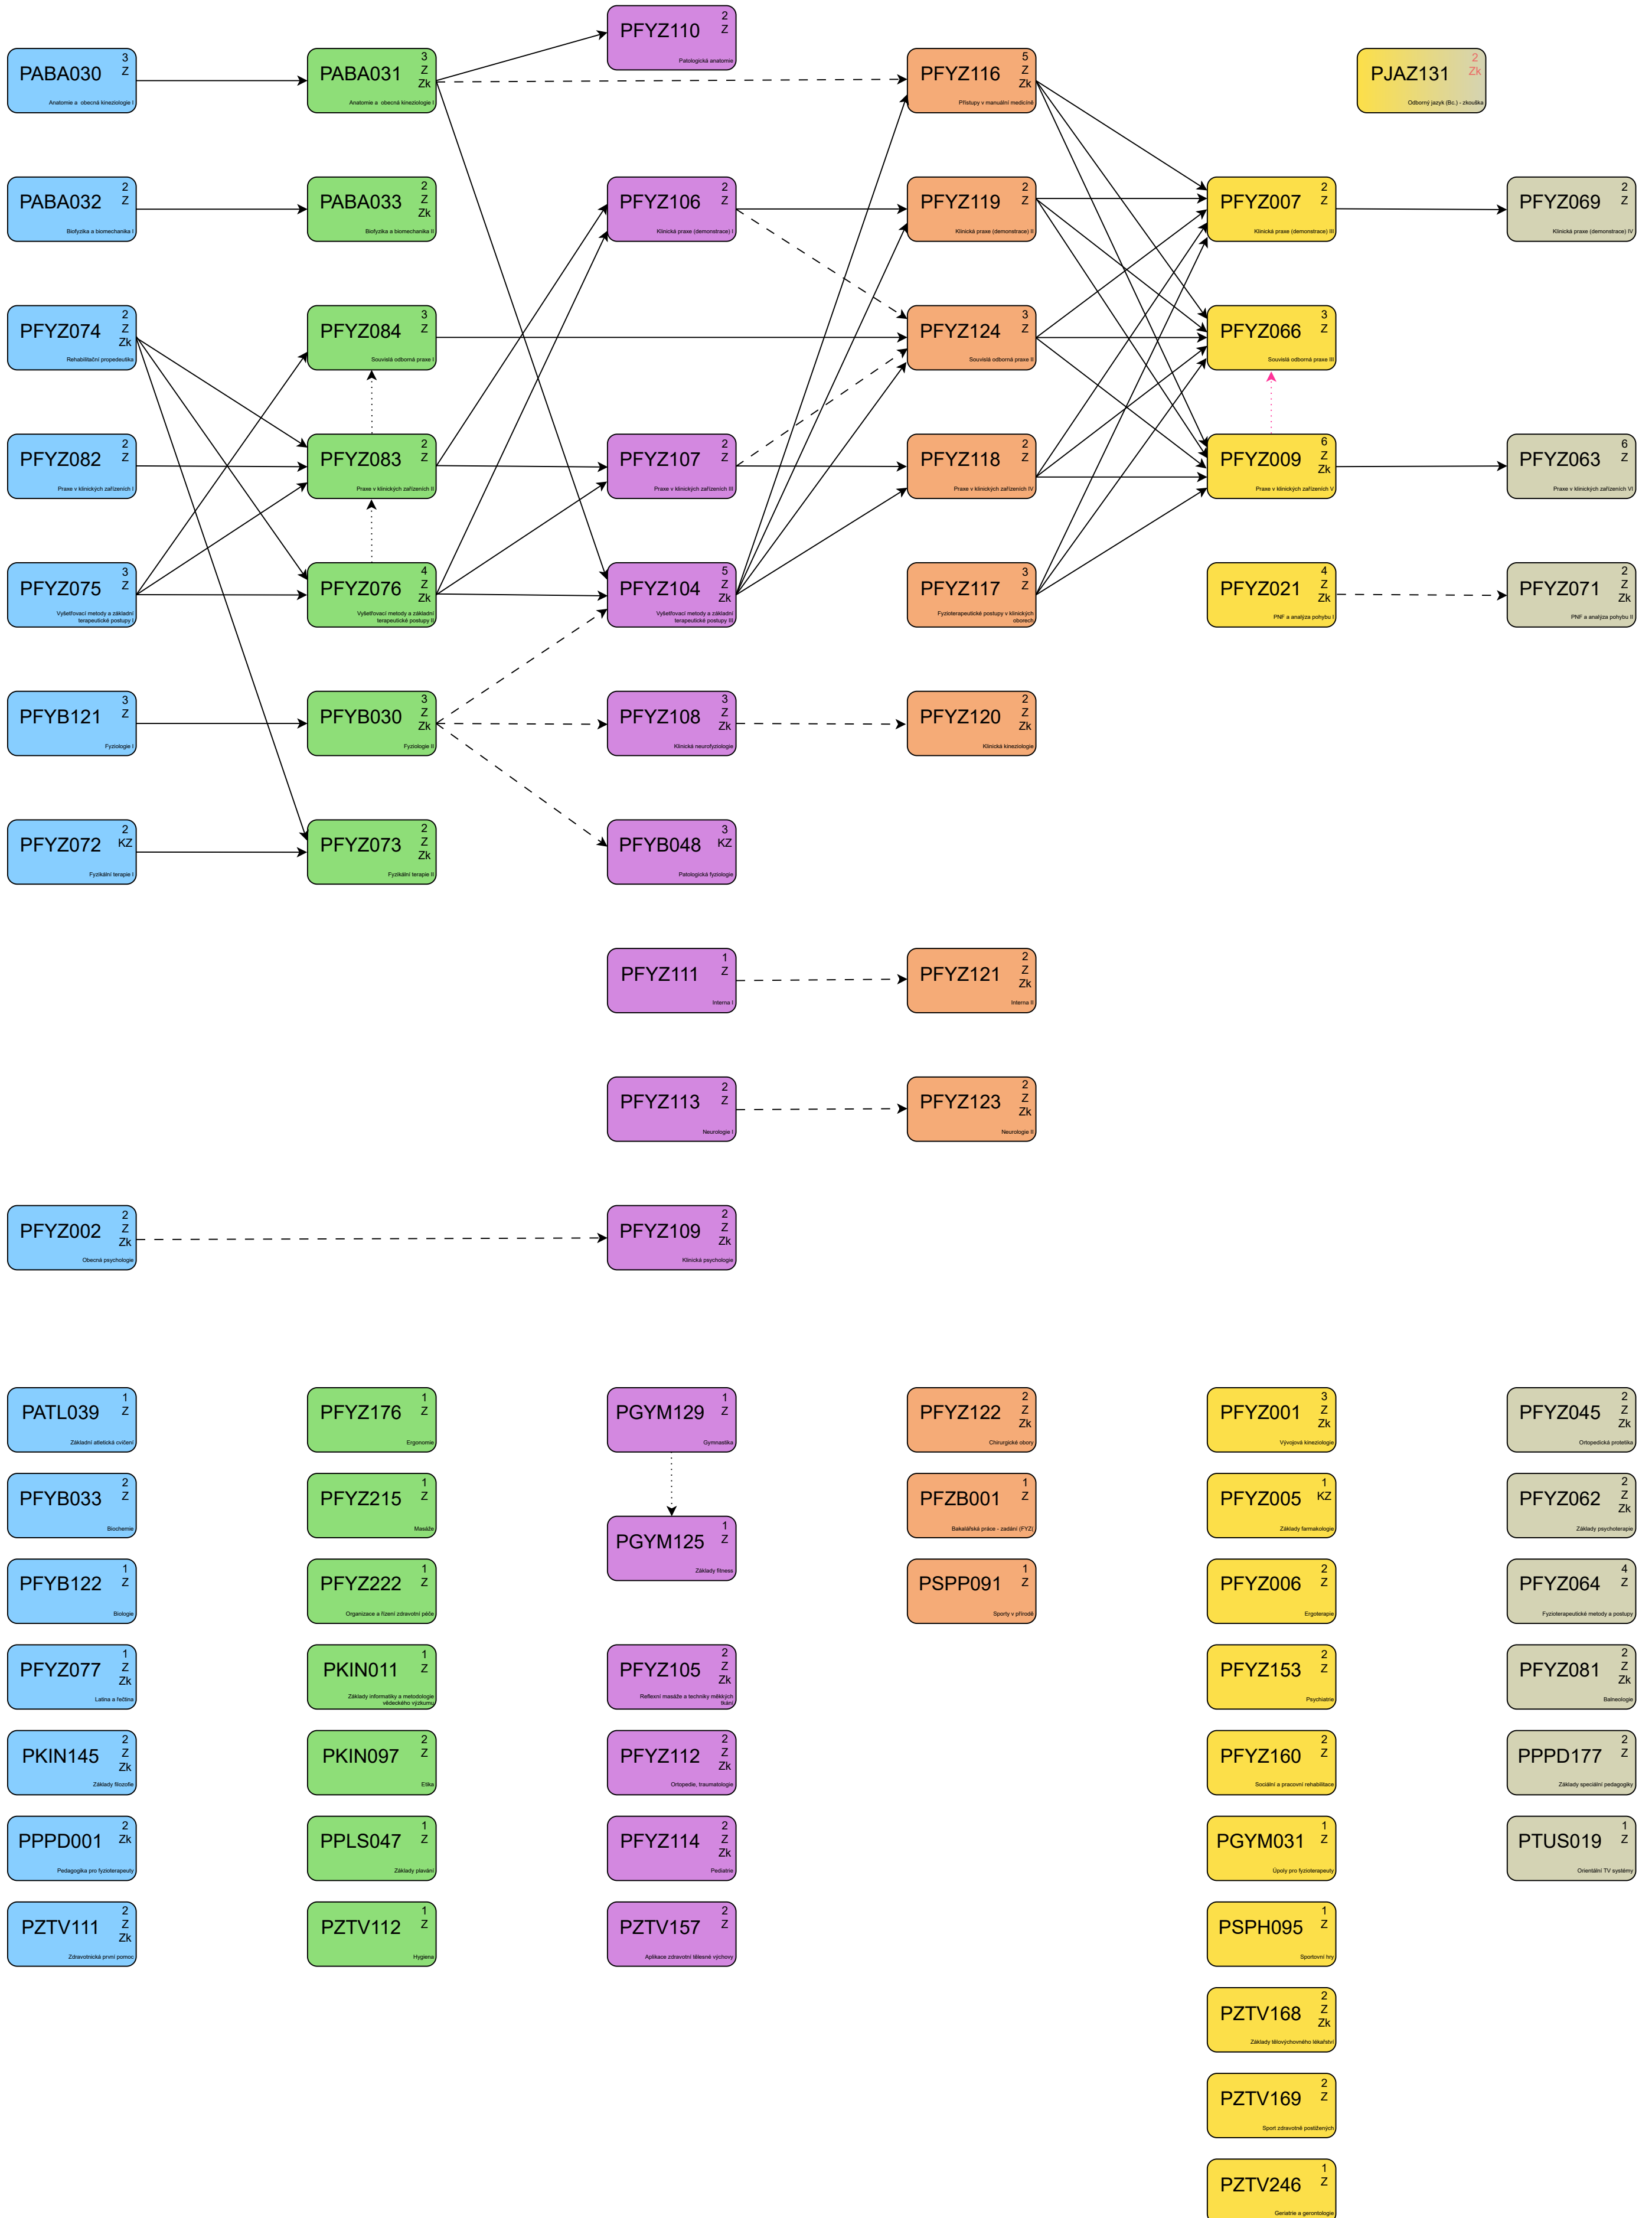 PFYZ110
2
Z
Patologická anatomie
PABA030
3
Z
Anatomie a obecná kineziologie I
PABA031
3
Z
Zk
Anatomie a obecná kineziologie I
PFYZ116
5
Z
Zk
Přístupy v manuální medicíně
PJAZ131
2
Zk
Odborný jazyk (Bc.) - zkouška
PABA032
2
Z
Biofyzika a biomechanika I
PABA033
2
Z
Zk
Biofyzika a biomechanika II
PFYZ106
2
Z
Klinická praxe (demonstrace) I
PFYZ119
2
Z
Klinická praxe (demonstrace) II
PFYZ007
2
Z
Klinická praxe (demonstrace) III
PFYZ069
2
Z
Klinická praxe (demonstrace) IV
PFYZ074
2
Z
Zk
Rehabilitační propedeutika
PFYZ084
3
Z
Souvislá odborná praxe I
PFYZ124
3
Z
Souvislá odborná praxe II
PFYZ066
3
Z
Souvislá odborná praxe III
PFYZ082
2
Z
Praxe v klinických zařízeních I
PFYZ083
2
Z
Praxe v klinických zařízeních II
PFYZ107
2
Z
Praxe v klinických zařízeních III
PFYZ118
2
Z
Praxe v klinických zařízeních IV
PFYZ009
6
Z
Zk
Praxe v klinických zařízeních V
PFYZ063
6
Z
Praxe v klinických zařízeních VI
PFYZ075
3
Z
Vyšetřovací metody a základní
terapeutické postupy I
PFYZ076
4
Z
Zk
Vyšetřovací metody a základní
terapeutické postupy II
PFYZ104
5
Z
Zk
Vyšetřovací metody a základní
terapeutické postupy III
PFYZ117
3
Z
Fyzioterapeutické postupy v klinických
oborech
PFYZ021
4
Z
Zk
PNF a analýza pohybu I
PFYZ071
2
Z
Zk
PNF a analýza pohybu II
PFYB121
3
Z
Fyziologie I
PFYB030
3
Z
Zk
Fyziologie II
PFYZ108
3
Z
Zk
Klinická neurofyziologie
PFYZ120
2
Z
Zk
Klinická kineziologie
PFYZ072
2
KZ
Fyzikální terapie I
PFYZ073
2
Z
Zk
Fyzikální terapie II
PFYB048
3
KZ
Patologická fyziologie
PFYZ111
1
Z
Interna I
PFYZ121
2
Z
Zk
Interna II
PFYZ113
2
Z
Neurologie I
PFYZ123
2
Z
Zk
Neurologie II
PFYZ002
2
Z
Zk
Obecná psychologie
PFYZ109
2
Z
Zk
Klinická psychologie
PATL039
1
Z
Základní atletická cvičení
PFYZ176
1
Z
Ergonomie
PGYM129
1
Z
Gymnastika
PFYZ122
2
Z
Zk
Chirurgické obory
PFYZ001
3
Z
Zk
Vývojová kineziologie
PFYZ045
2
Z
Zk
Ortopedická protetika
PFYB033
2
Z
Biochemie
PFYZ215
1
Z
Masáže
PGYM125
1
Z
Základy fitness
PFZB001
1
Z
Bakalářská práce - zadání (FYZ)
PFYZ005
1
KZ
Základy farmakologie
PFYZ062
2
Z
Zk
Základy psychoterapie
PFYB122
1
Z
Biologie
PFYZ222
1
Z
Organizace a řízení zdravotní péče
PSPP091
1
Z
Sporty v přírodě
PFYZ006
2
Z
Ergoterapie
PFYZ064
4
Z
Fyzioterapeutické metody a postupy
PFYZ077
1
Z
Zk
Latina a řečtina
PKIN011
1
Z
Základy informatiky a metodologie
vědeckého výzkumu
PFYZ105
2
Z
Zk
Reflexní masáže a techniky měkkých
tkání
PFYZ153
2
Z
Psychiatrie
PFYZ081
2
Z
Zk
Balneologie
PKIN145
2
Z
Zk
Základy filozofie
PKIN097
2
Z
Etika
PFYZ112
2
Z
Zk
Ortopedie, traumatologie
PFYZ160
2
Z
Sociální a pracovní rehabilitace
PPPD177
2
Z
Základy speciální pedagogiky
PPPD001
2
Zk
Pedagogika pro fyzioterapeuty
PPLS047
1
Z
Základy plavání
PFYZ114
2
Z
Zk
Pediatrie
PGYM031
1
Z
Úpoly pro fyzioterapeuty
PTUS019
1
Z
Orientální TV systémy
PZTV111
2
Z
Zk
Zdravotnická první pomoc
PZTV112
1
Z
Hygiena
PZTV157
2
Z
Aplikace zdravotní tělesné výchovy
PSPH095
1
Z
Sportovní hry
PZTV168
2
Z
Zk
Základy tělovýchovného lékařství
PZTV169
2
Z
Sport zdravotně postižených
PZTV246
1
Z
Geriatrie a gerontologie